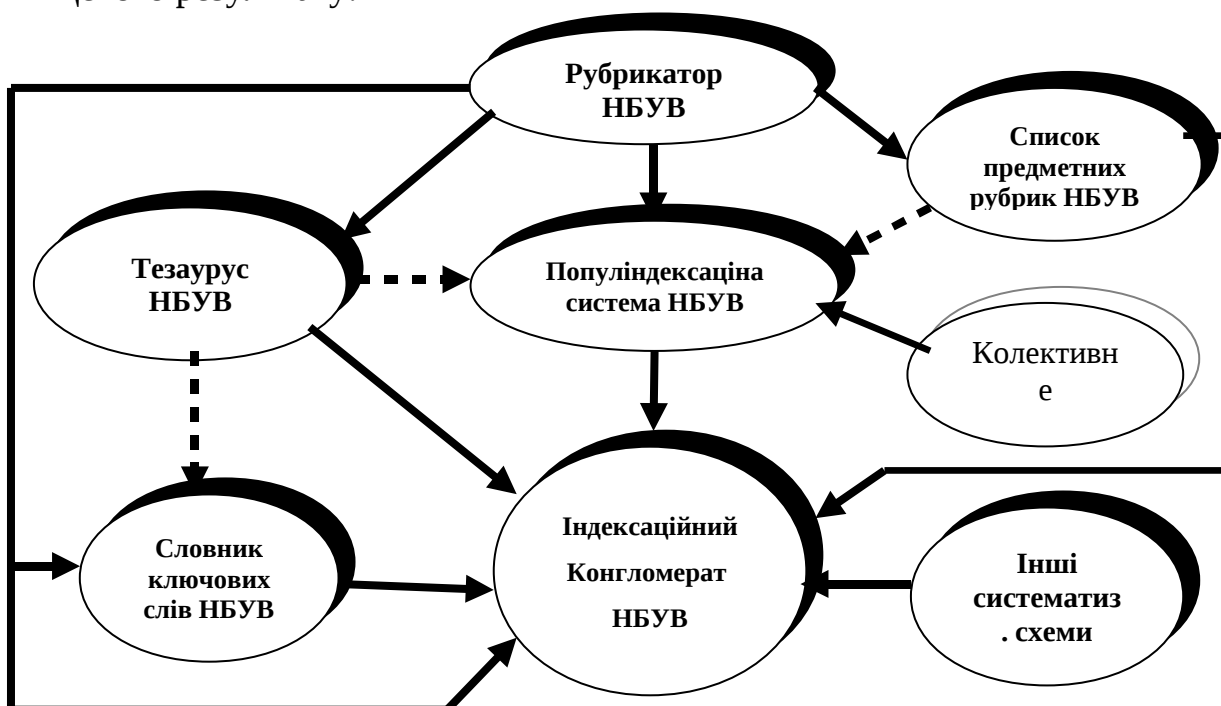 Рубрикатор
НБУВ
Список
предметних
рубрик НБУВ
Тезаурус
НБУВ
Популіндексаціна
система НБУВ
Колективн
е
Індексаційний
Конгломерат
НБУВ
Словник
ключових
слів НБУВ
Інші
систематиз
. схеми